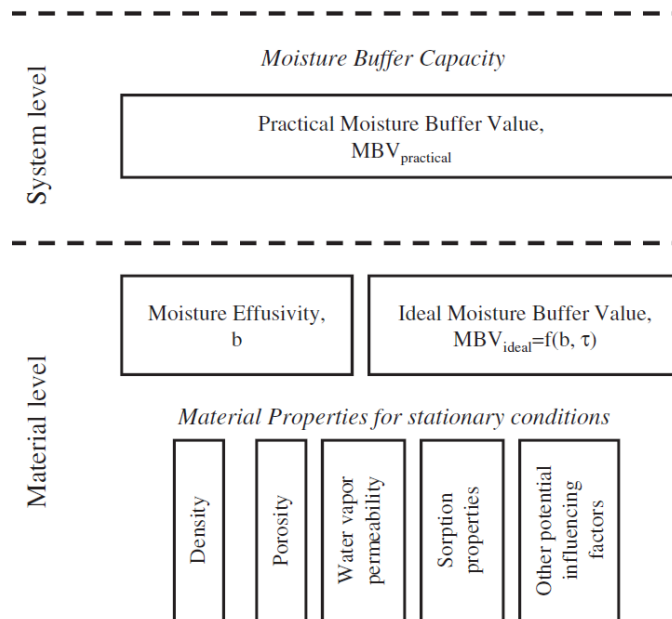 System level
Moisture Buffer Capacity
Practical Moisture Buffer Value,
MBVpractical
Material level
Moisture Effusivity,
b
Ideal Moisture Buffer Value,
MBVideal=f(b, τ)
Material Properties for stationary conditions
Density
Porosity
Water vapor
permeability
Sorption
properties
Other potential
influencing
factors